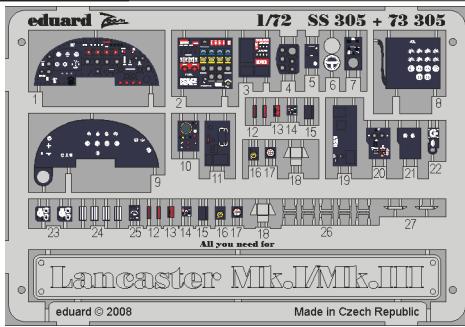 eduard Zoom 1/72 SS 305 + 73 305
1 2 3 4 5 6 7 8
12 12 13 14 15
9 10 11 16 17 18 19 20 21 22
23 24 25 12 13 14 15 16 17 18 26 27
All you need for
Lancaster Mk.I/Mk.III
eduard © 2008 Made in Czech Republic